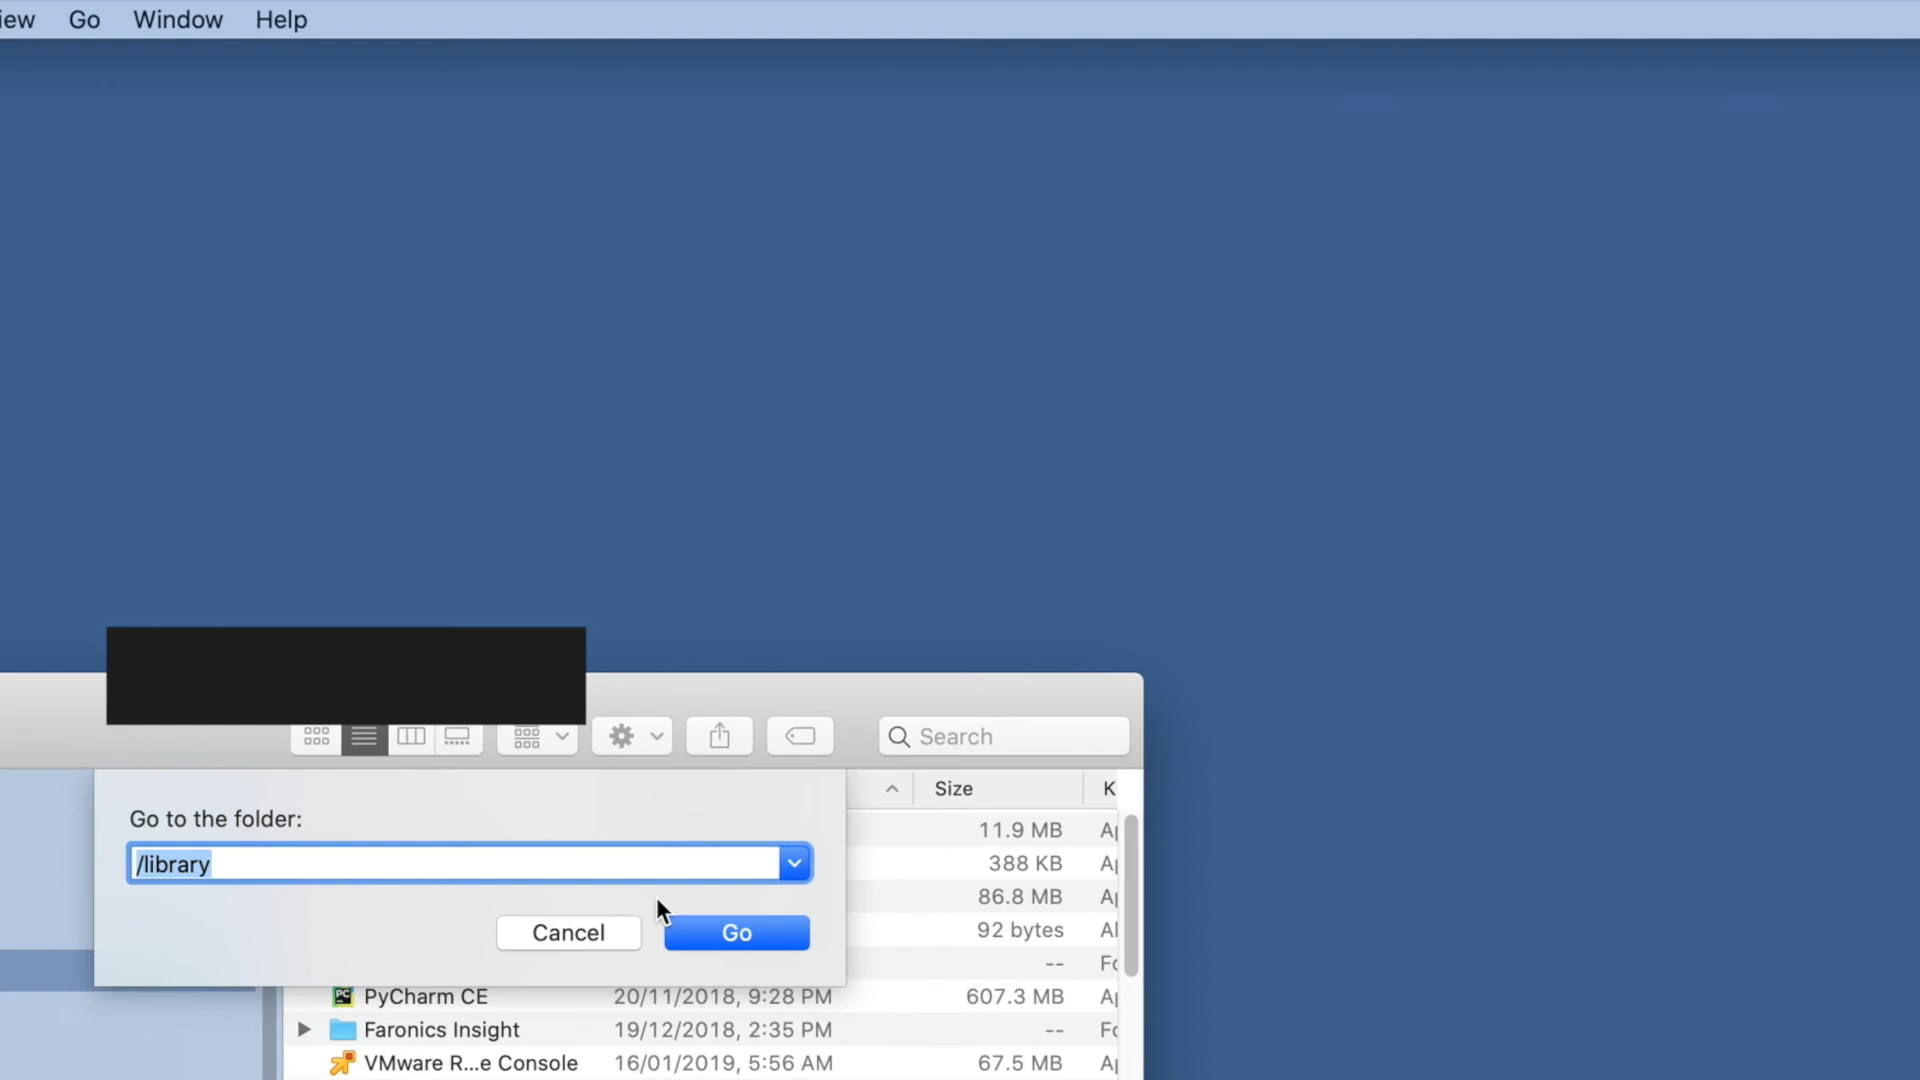 Go Window Help
Search
Size
Go to the folder:
/library
11.9 MB
388 KB
86.8 MB
92 bytes
Cancel Go
--
PyCharm CE 20/11/2018, 9:28 PM 607.3 MB
Faronics Insight 19/12/2018, 2:35 PM --
VMware R...e Console 16/01/2019, 5:56 AM 67.5 MB